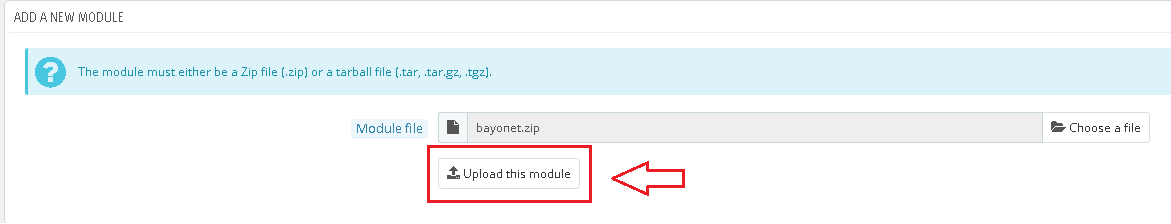 ADD A NEW MODULE
The module must either be a Zip file (.zip) or a tarball file (.tar, .tar.gz, .tgz).
Module file bayonet.zip Choose a file
Upload this module